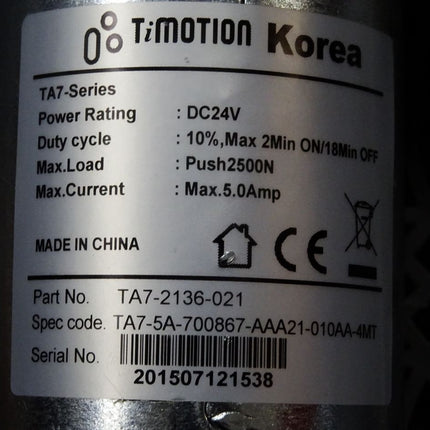 TiMOTION Korea
TA7-Series
Power Rating : DC24V
Duty cycle : 10%,Max 2Min ON/18Min OFF
Max.Load : Push2500N
Max.Current : Max.5.0Amp
MADE IN CHINA CE
Part No. TA7-2136-021
Spec code. TA7-5A-700867-AAA21-010AA-4MT
Serial No.
201507121538